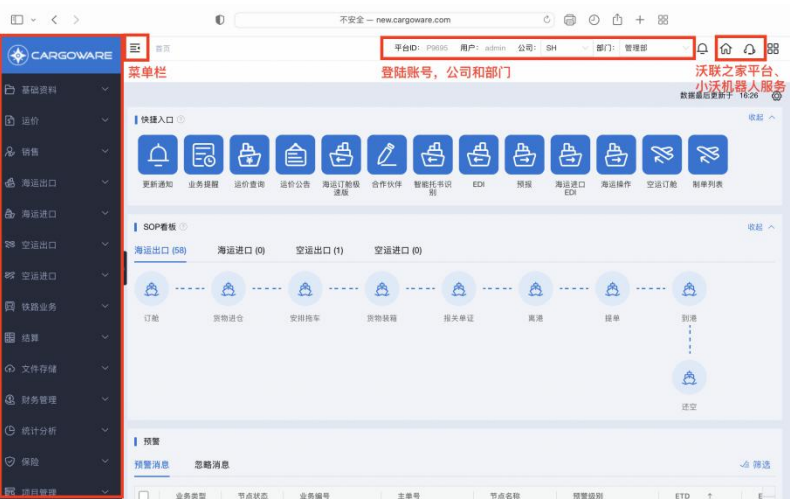 不安全 — new.cargoware.com
CARGOWARE
首页
平台ID: P9695 用户: admin 公司: SH 部门: 管理部
菜单栏
登陆账号，公司和部门
沃联之家平台、
小沃机器人服务
数据最后更新于 16:26
基础资料
运价
销售
海运出口
海运进口
空运出口
空运进口
铁路业务
结算
文件存储
财务管理
统计分析
保险
项目管理
快捷入口
收起
更新通知 业务提醒 运价查询 运价公告 海运订舱极速版 合作伙伴 智能托书识别 EDI 预报 海运进口EDI 海运操作 空运订舱 制单列表
SOP看板
收起
海运出口 (58) 海运进口 (0) 空运出口 (1) 空运进口 (0)
订舱 货物进仓 安排拖车 货物装箱 报关单证 离港 提单 到港
还空
预警
预警消息 忽略消息
筛选
业务类型 节点状态 业务编号 主单号 节点名称 预警级别 ETD